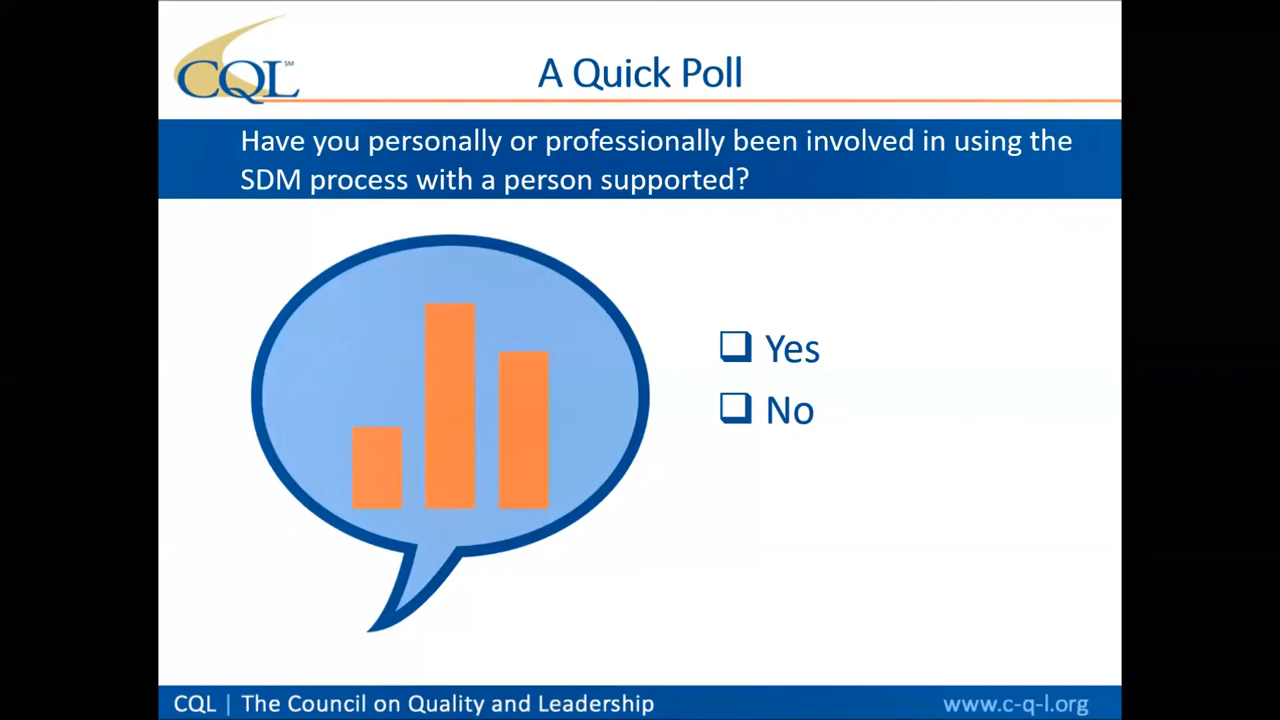 CQL SM
A Quick Poll
Have you personally or professionally been involved in using the
SDM process with a person supported?
Yes
No
CQL | The Council on Quality and Leadership
www.c-q-l.org